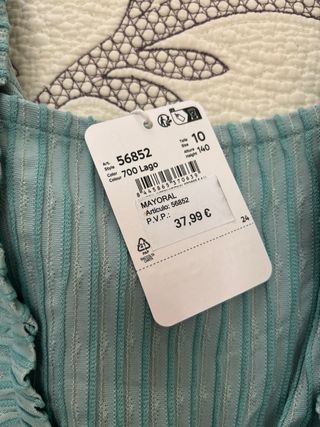 Art. Style 56852 Talla Size 10
Color Colour 700 Lago Altura Height 140
MAYORAL
Artículo: 56852
P.V.P.: 37,99 €
24
PAP